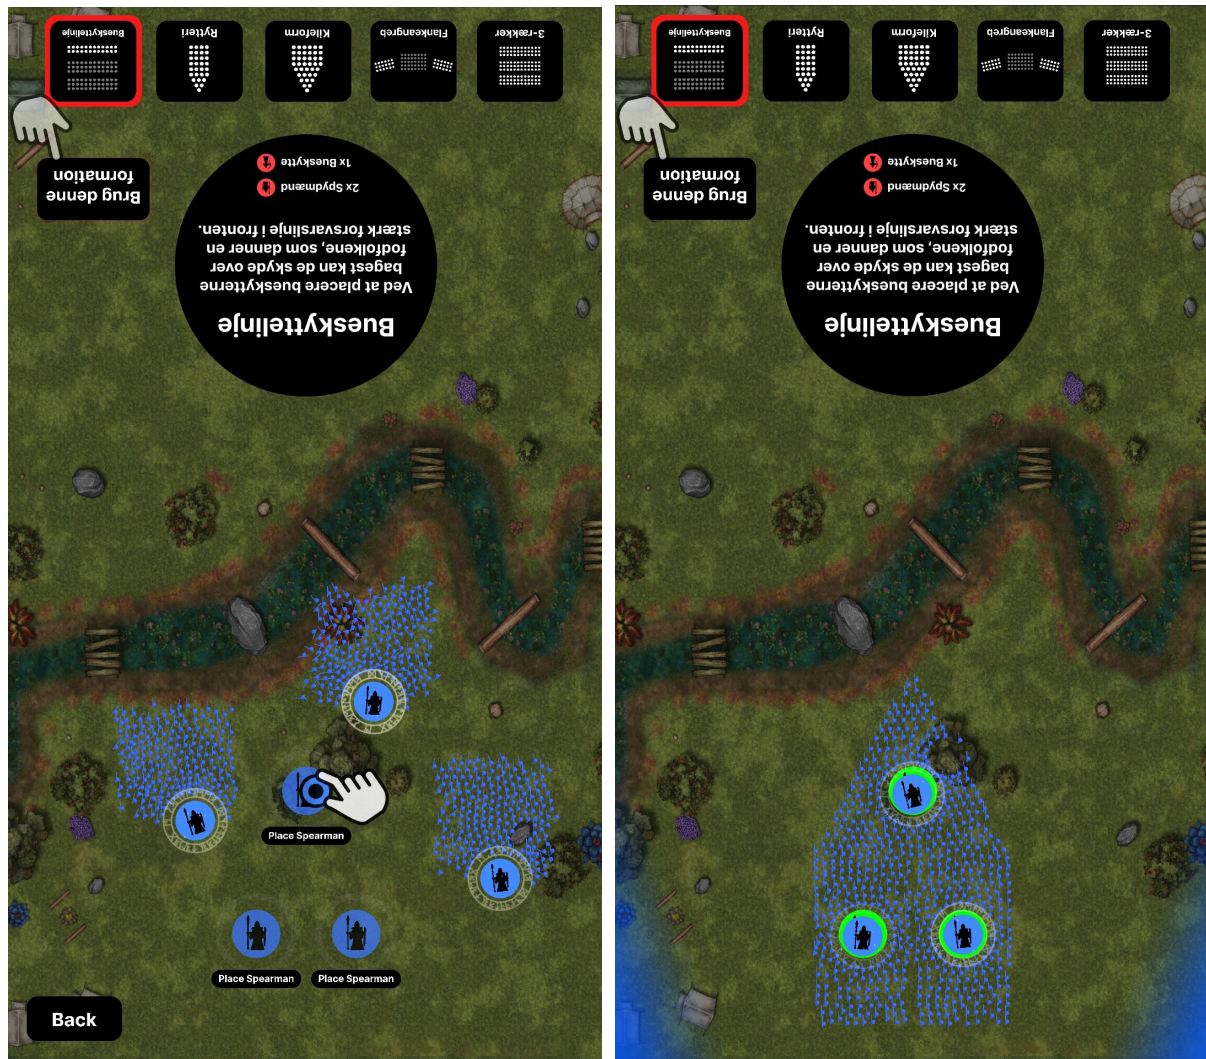 Bueskyttelinje
Ved at placere bueskytterne
bagest kan de skyde over
fodfolkene, som danner en
stærk forsvarslinje i fronten.
2x Spydmænd
1x Bueskytte
Brug denne
formation
3-rækker
Flankeangreb
Kileform
Rytteri
Bueskyttelinje
Place Spearman
Place Spearman
Place Spearman
Back
Bueskyttelinje
Ved at placere bueskytterne
bagest kan de skyde over
fodfolkene, som danner en
stærk forsvarslinje i fronten.
2x Spydmænd
1x Bueskytte
Brug denne
formation
3-rækker
Flankeangreb
Kileform
Rytteri
Bueskyttelinje